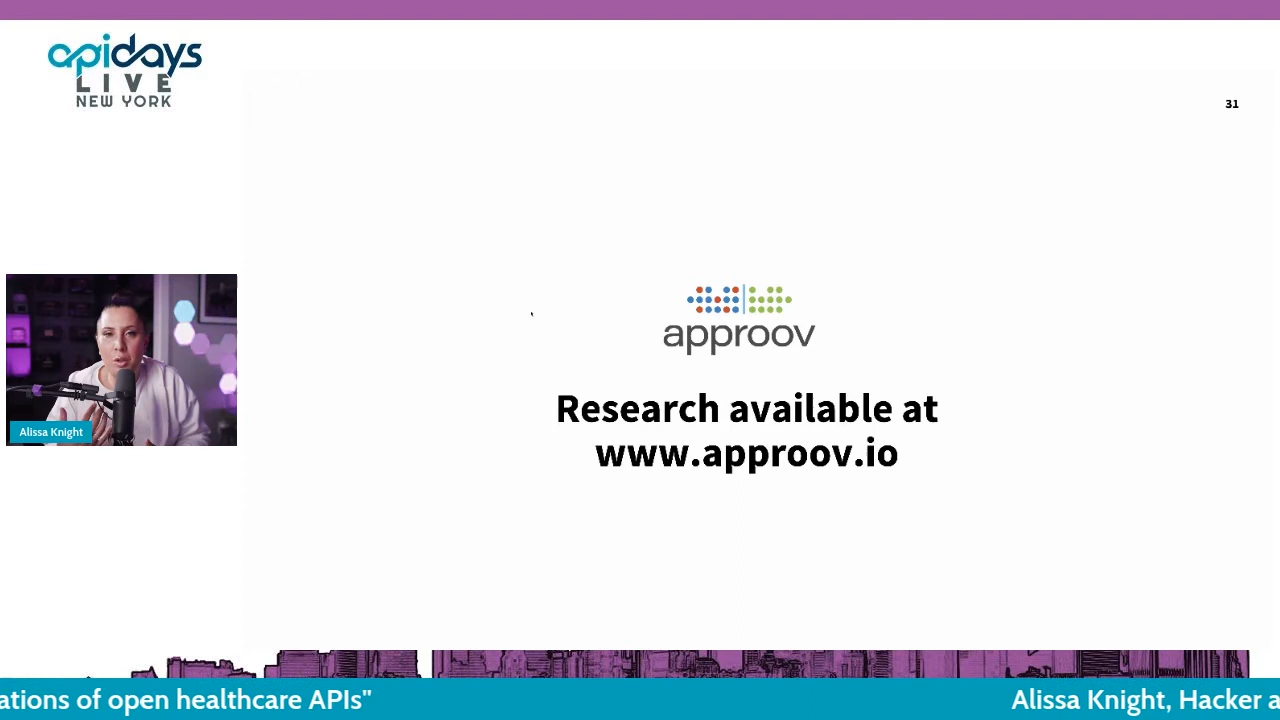 apidays
LIVE
NEW YORK
31
Alissa Knight
approov
Research available at
www.approov.io
ations of open healthcare APIs"
Alissa Knight, Hacker a